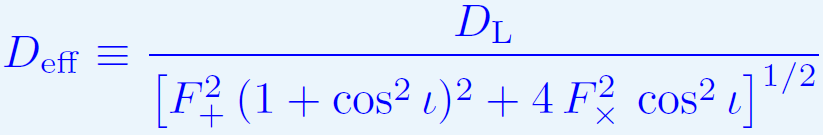 D_eff ≡ D_L / [F_+^2 (1 + cos^2 ι)^2 + 4 F_×^2 cos^2 ι]^{1/2}